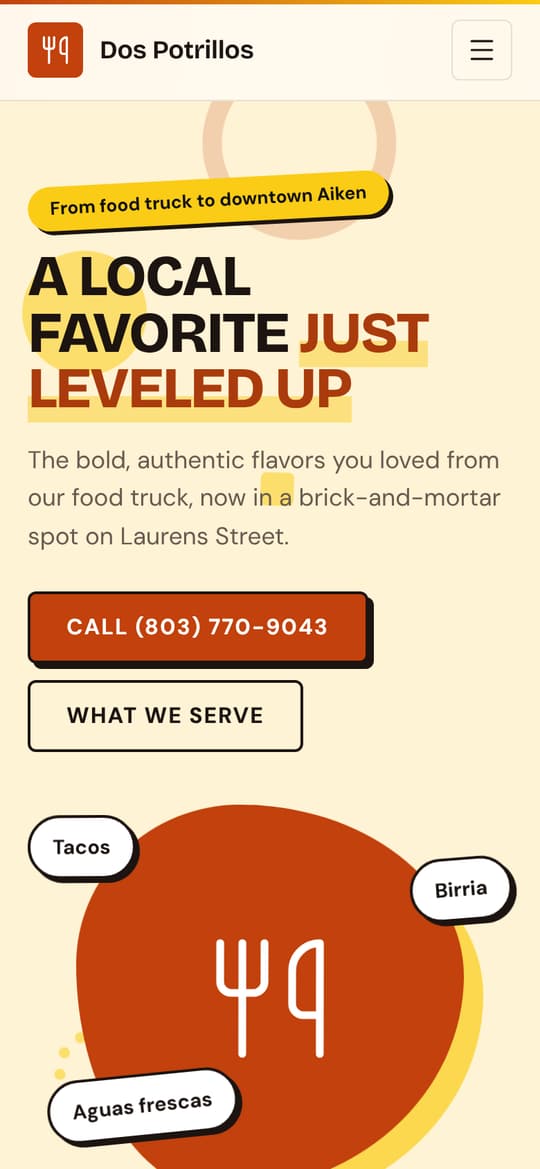 Dos Potrillos
From food truck to downtown Aiken
A LOCAL
FAVORITE JUST
LEVELED UP
The bold, authentic flavors you loved from
our food truck, now in a brick-and-mortar
spot on Laurens Street.
CALL (803) 770-9043
WHAT WE SERVE
Tacos
Birria
Aguas frescas